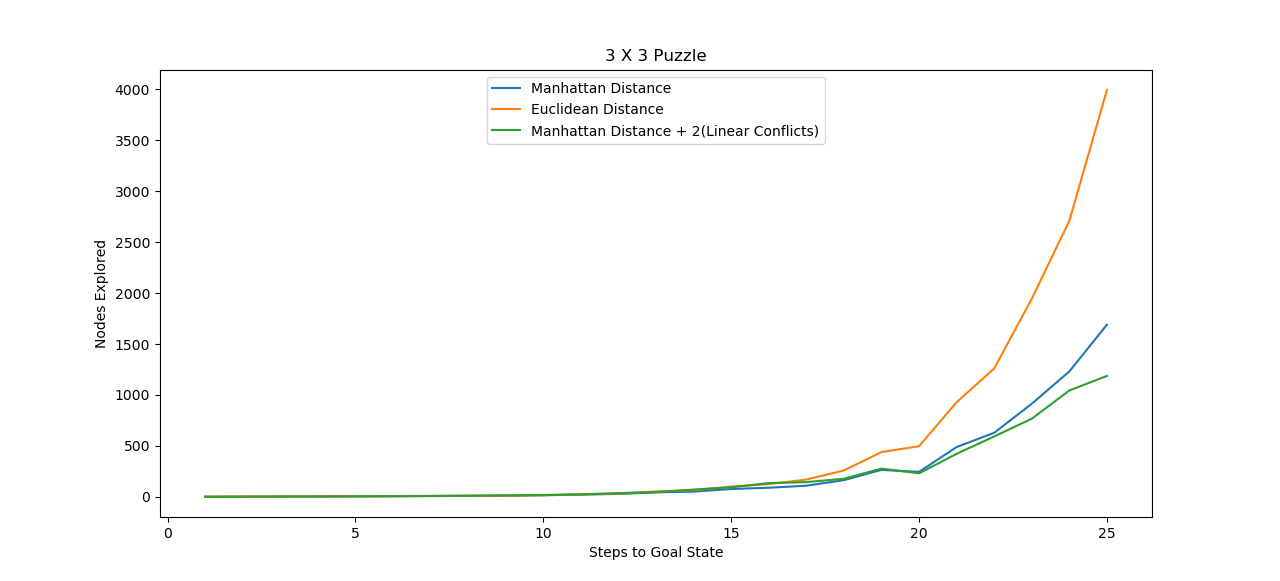 3 X 3 Puzzle
Manhattan Distance
Euclidean Distance
Manhattan Distance + 2(Linear Conflicts)
Nodes Explored
4000
3500
3000
2500
2000
1500
1000
500
0
0 5 10 15 20 25
Steps to Goal State